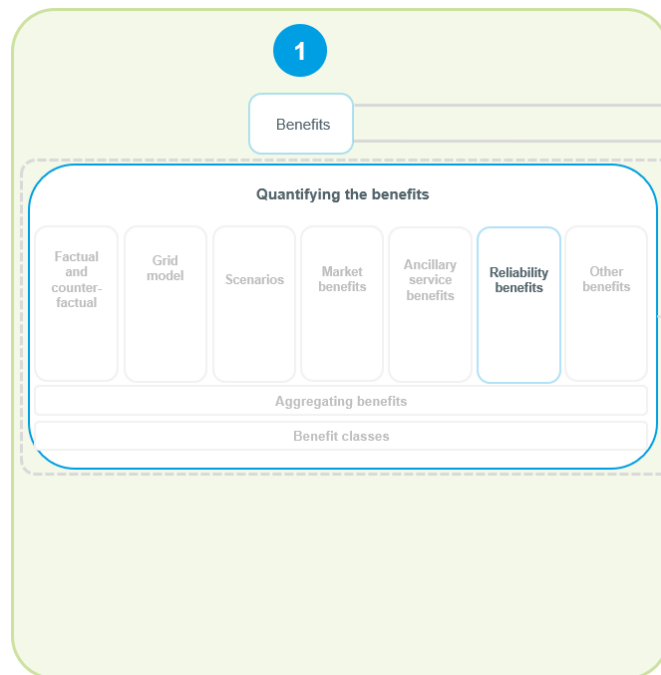 1
Benefits
Quantifying the benefits
Factual
and
counter-
factual
Grid
model
Scenarios
Market
benefits
Ancillary
service
benefits
Reliability
benefits
Other
benefits
Aggregating benefits
Benefit classes